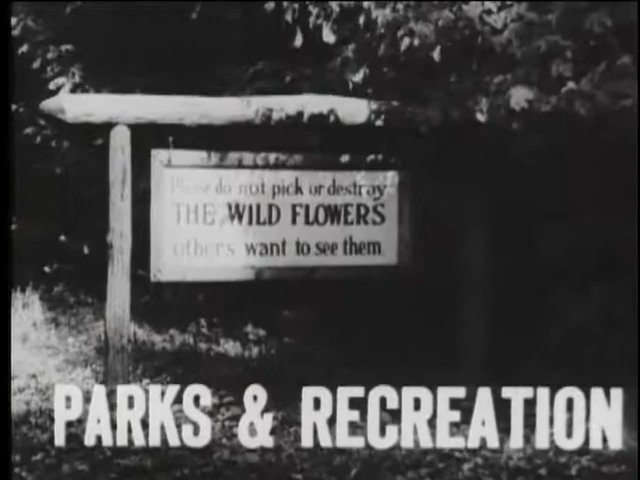 Please do not pick or destroy
THE WILD FLOWERS
others want to see them
PARKS & RECREATION